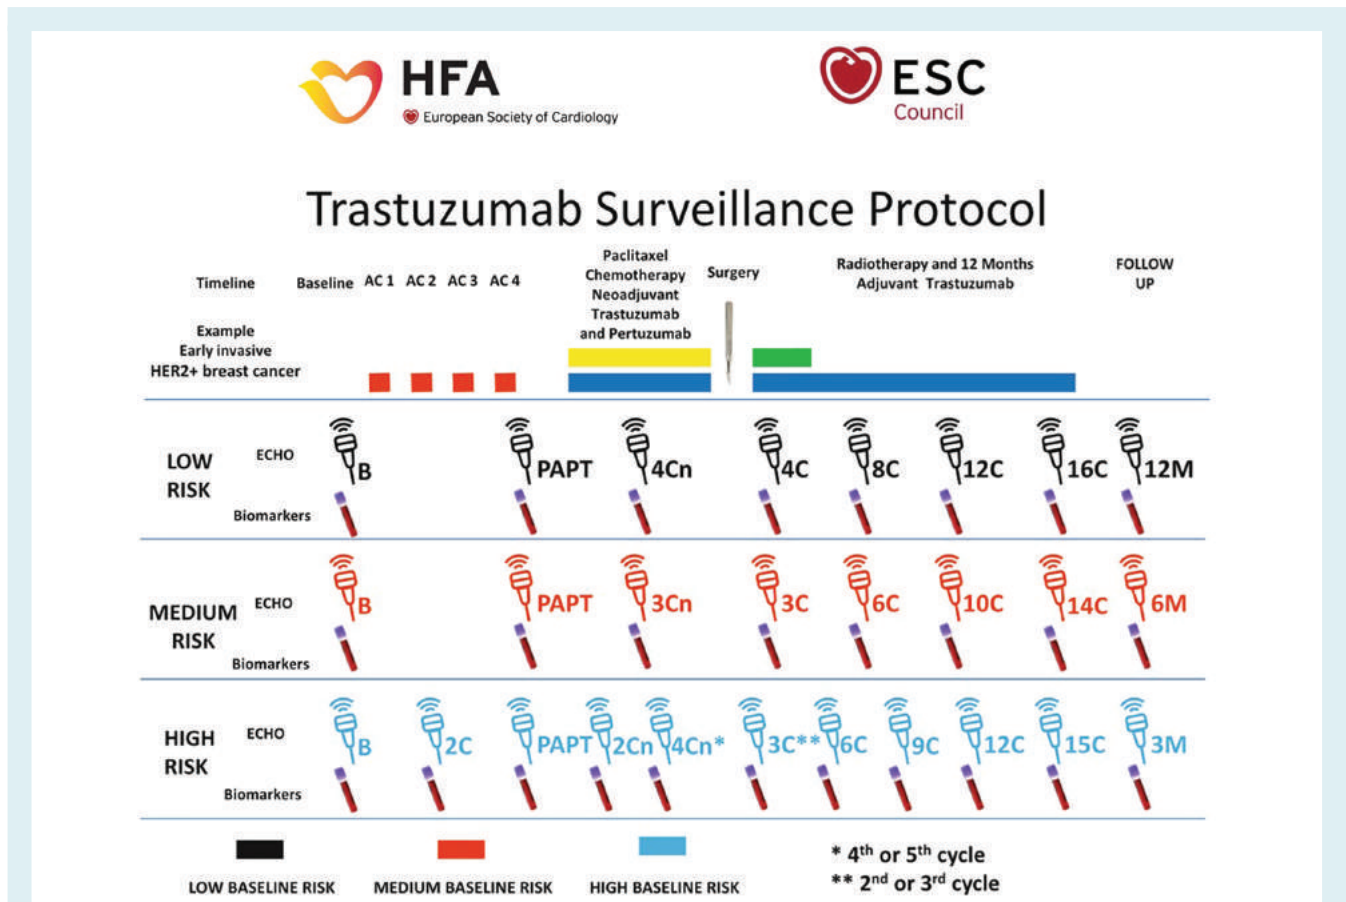 HFA
European Society of Cardiology
ESC
Council
Trastuzumab Surveillance Protocol
Timeline
Baseline
AC 1
AC 2
AC 3
AC 4
Paclitaxel
Chemotherapy
Neoadjuvant
Trastuzumab
and Pertuzumab
Surgery
Radiotherapy and 12 Months
Adjuvant Trastuzumab
FOLLOW
UP
Example
Early invasive
HER2+ breast cancer
LOW
RISK
ECHO
B
PAPT
4Cn
4C
8C
12C
16C
12M
Biomarkers
MEDIUM
RISK
ECHO
B
PAPT
3Cn
3C
6C
10C
14C
6M
Biomarkers
HIGH
RISK
ECHO
B
2C
PAPT
2Cn
4Cn*
3C**
6C
9C
12C
15C
3M
Biomarkers
LOW BASELINE RISK
MEDIUM BASELINE RISK
HIGH BASELINE RISK
* 4th or 5th cycle
** 2nd or 3rd cycle